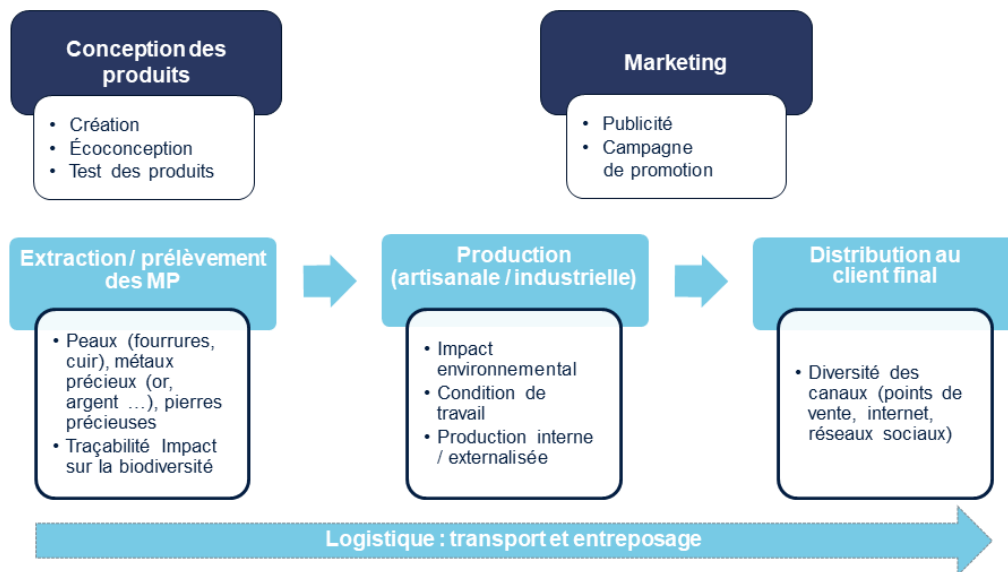 Conception des
produits
• Création
• Écoconception
• Test des produits
Marketing
• Publicité
• Campagne
de promotion
Extraction / prélèvement
des MP
• Peaux (fourrures,
cuir), métaux
précieux (or,
argent …), pierres
précieuses
• Traçabilité Impact
sur la biodiversité
Production
(artisanale / industrielle)
• Impact
environnemental
• Condition de
travail
• Production interne
/ externalisée
Distribution au
client final
• Diversité des
canaux (points de
vente, internet,
réseaux sociaux)
Logistique : transport et entreposage